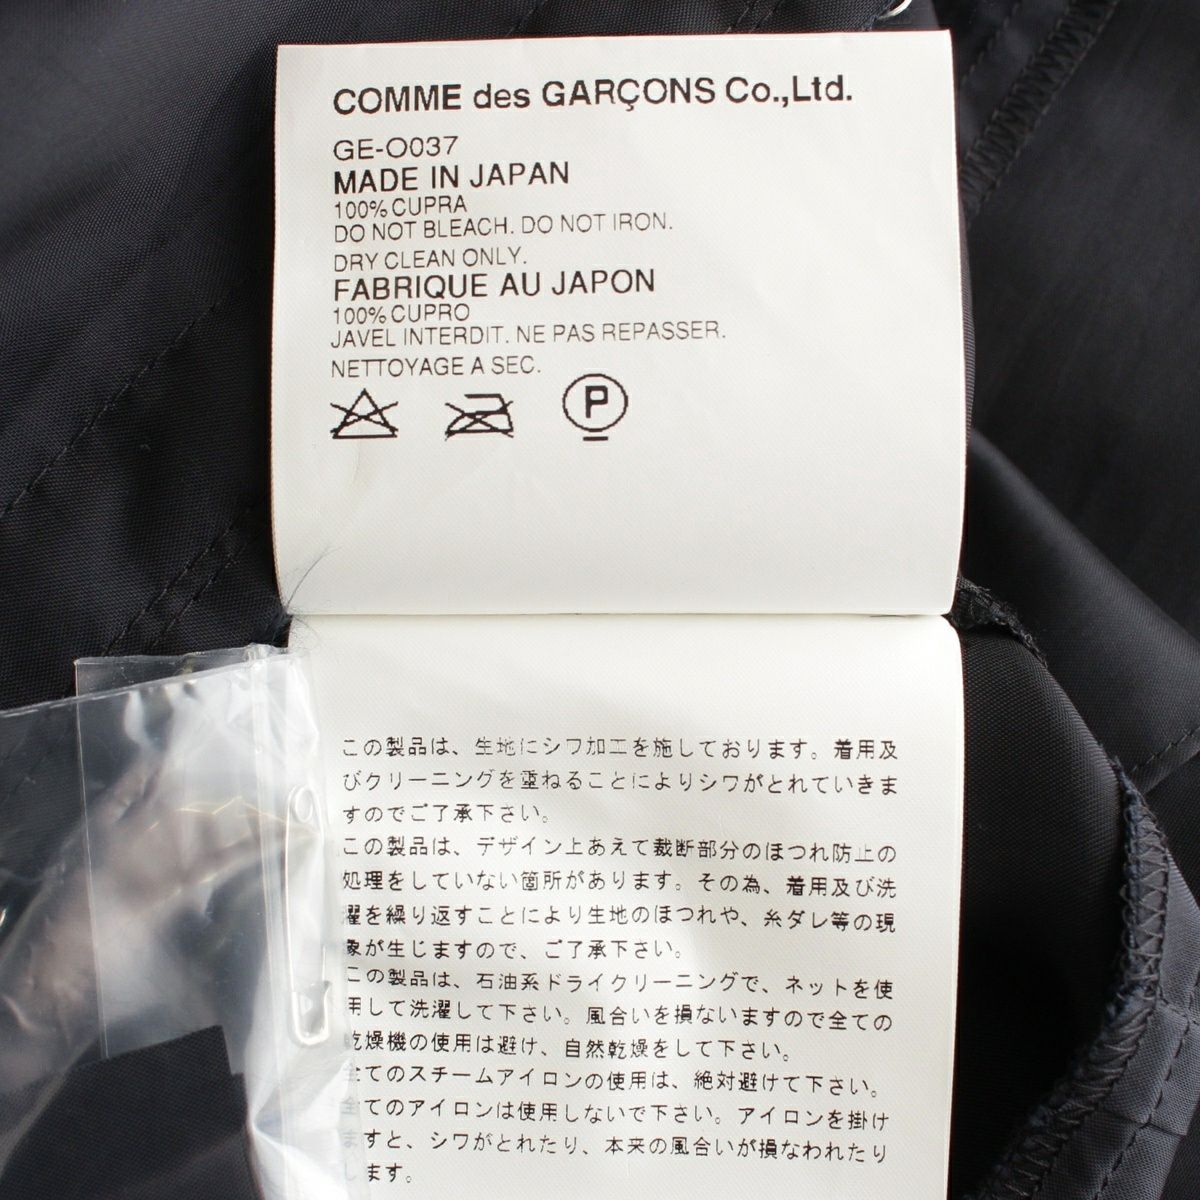 COMME des GARÇONS Co.,Ltd.
GE-O037
MADE IN JAPAN
100% CUPRA
DO NOT BLEACH. DO NOT IRON.
DRY CLEAN ONLY.
FABRIQUE AU JAPON
100% CUPRO
JAVEL INTERDIT. NE PAS REPASSER.
NETTOYAGE A SEC.
P
この製品は、生地にシワ加工を施しております。着用及
びクリーニングを重ねることによりシワがとれていきま
すのでご了承下さい。
この製品は、デザイン上あえて裁断部分のほつれ防止の
処理をしていない箇所があります。その為、着用及び洗
濯を繰り返すことにより生地のほつれや、糸ダレ等の現
象が生じますので、ご了承下さい。
この製品は、石油系ドライクリーニングで、ネットを使
用して洗濯して下さい。風合いを損ないますので全ての
乾燥機の使用は避け、自然乾燥をして下さい。
全てのスチームアイロンの使用は、絶対避けて下さい。
全てのアイロンは使用しないで下さい。アイロンを掛け
ますと、シワがとれたり、本来の風合いが損なわれたり
します。